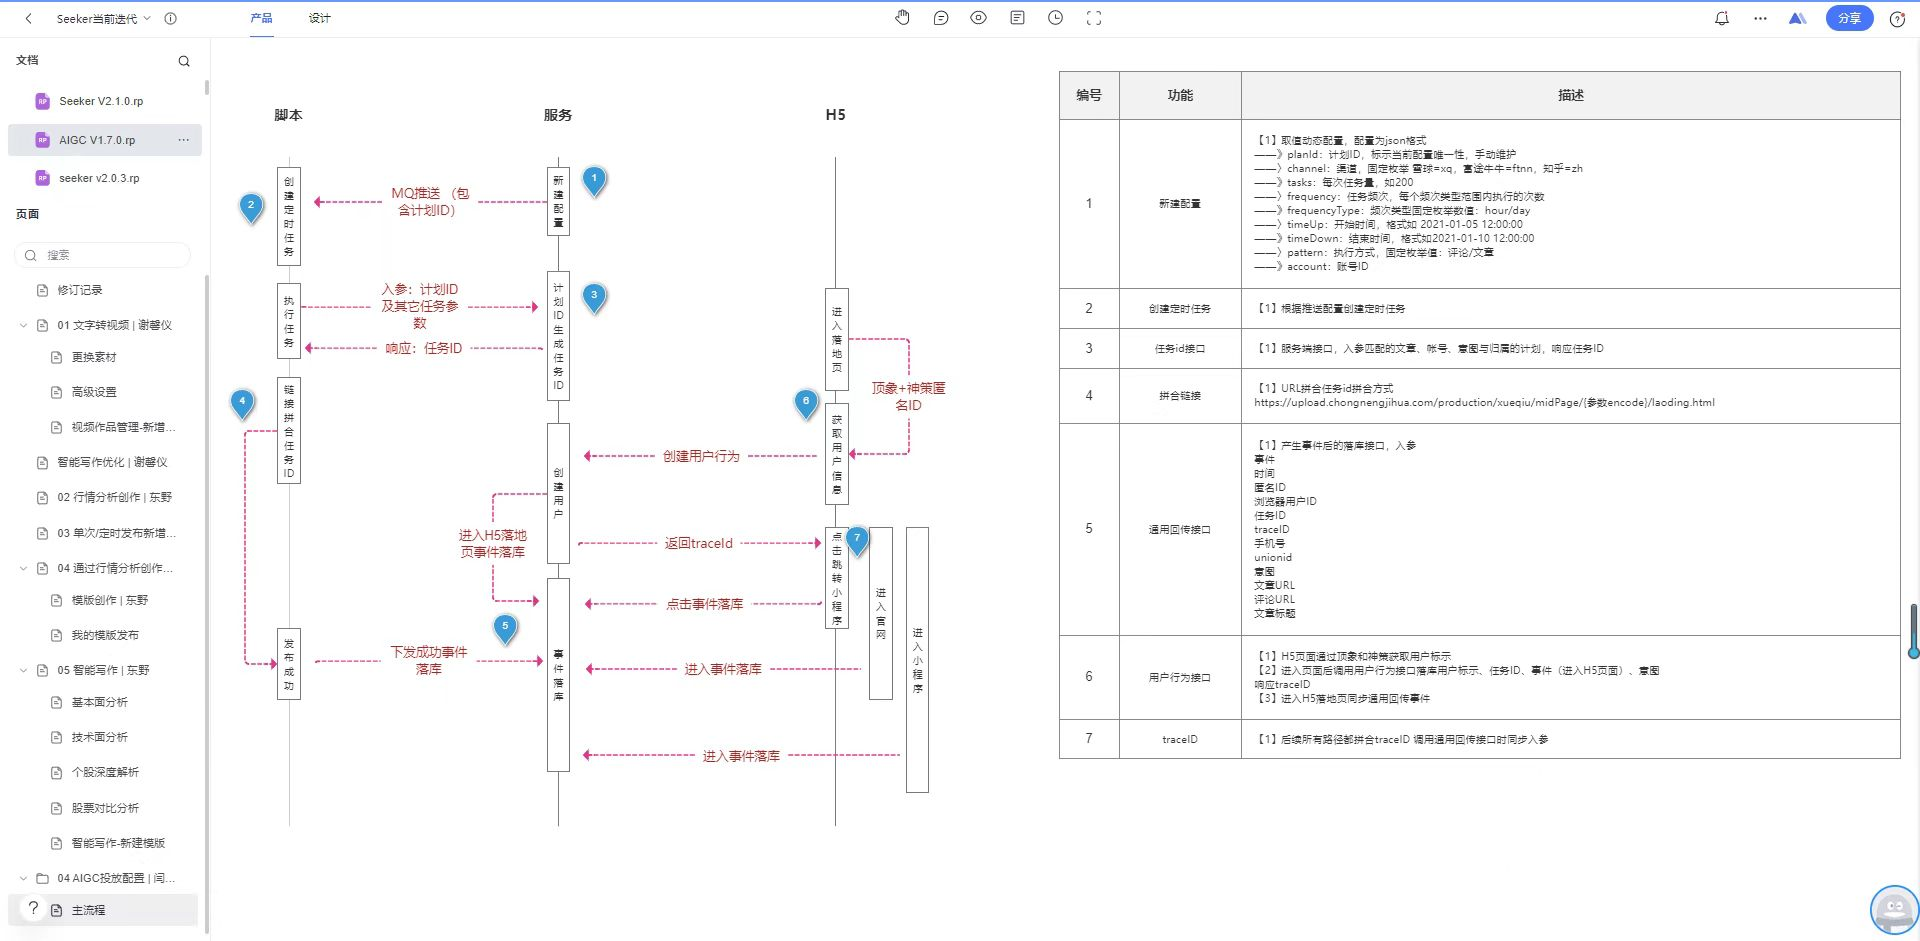 Seeker当前迭代
产品
设计
分享
文档
Seeker V2.1.0.rp
AIGC V1.7.0.rp
seeker v2.0.3.rp
页面
搜索
修订记录
01 文字转视频 | 谢馨仪
更换素材
高级设置
视频作品管理-新增...
智能写作优化 | 谢馨仪
02 行情分析创作 | 东野
03 单次/定时发布新增...
04 通过行情分析创作...
模版创作 | 东野
我的模版发布
05 智能写作 | 东野
基本面分析
技术面分析
个股深度解析
股票对比分析
智能写作-新建模版
04 AIGC投放配置 | 闫...
主流程
脚本
服务
H5
创建定时任务
2
MQ推送 （包
含计划ID）
新建配置
1
执行任务
入参：计划ID
及其它任务参
数
响应：任务ID
计划ID生成任务ID
3
链接拼合任务ID
4
进入落地页
顶象+神策匿
名ID
6
获取用户信息
创建用户行为
创建用户
进入H5落地
页事件落库
返回traceId
点击跳转小程序
7
点击事件落库
5
发布成功
下发成功事件
落库
事件落库
进入官网
进入事件落库
进入小程序
进入事件落库
编号 功能 描述
1 新建配置
【1】取值动态配置，配置为json格式
——》planId：计划ID，标示当前配置唯一性，手动维护
——〉channel：渠道，固定枚举 雪球=xq，富途牛牛=ftnn，知乎=zh
——》tasks：每次任务量，如200
——〉frequency：任务频次，每个频次类型范围内执行的次数
——》frequencyType：频次类型固定枚举数值：hour/day
——〉timeUp：开始时间，格式如 2021-01-05 12:00:00
——》timeDown：结束时间，格式如2021-01-10 12:00:00
——〉pattern：执行方式，固定枚举值：评论/文章
——》account：账号ID
2 创建定时任务 【1】根据推送配置创建定时任务
3 任务id接口 【1】服务端接口，入参匹配的文章、帐号、意图与归属的计划，响应任务ID
4 拼合链接
【1】URL拼合任务id拼合方式
https://upload.chongnengjihua.com/production/xueqiu/midPage/{参数encode}/laoding.html
5 通用回传接口
【1】产生事件后的落库接口，入参
事件
时间
匿名ID
浏览器用户ID
任务ID
traceID
手机号
unionid
意图
文章URL
评论URL
文章标题
6 用户行为接口
【1】H5页面通过顶象和神策获取用户标示
【2】进入页面后调用用户行为接口落库用户标示、任务ID、事件（进入H5页面）、意图
响应traceID
【3】进入H5落地页同步通用回传事件
7 traceID 【1】后续所有路径都拼合traceID 调用通用回传接口时同步入参